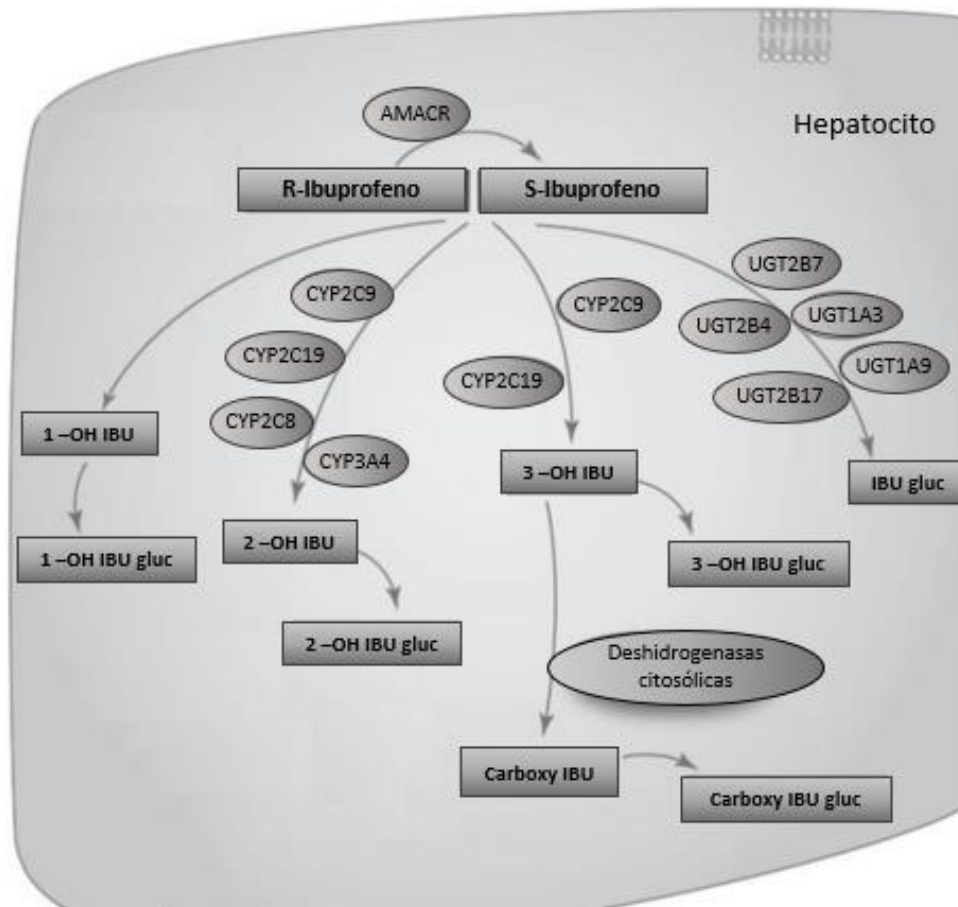 AMACR
Hepatocito
R-Ibuprofeno
S-Ibuprofeno
UGT2B7
CYP2C9
CYP2C9
UGT2B4
UGT1A3
CYP2C19
CYP2C19
UGT1A9
UGT2B17
CYP2C8
1 –OH IBU
CYP3A4
3 –OH IBU
IBU gluc
1 –OH IBU gluc
2 –OH IBU
3 –OH IBU gluc
2 –OH IBU gluc
Deshidrogenasas
citosólicas
Carboxy IBU
Carboxy IBU gluc